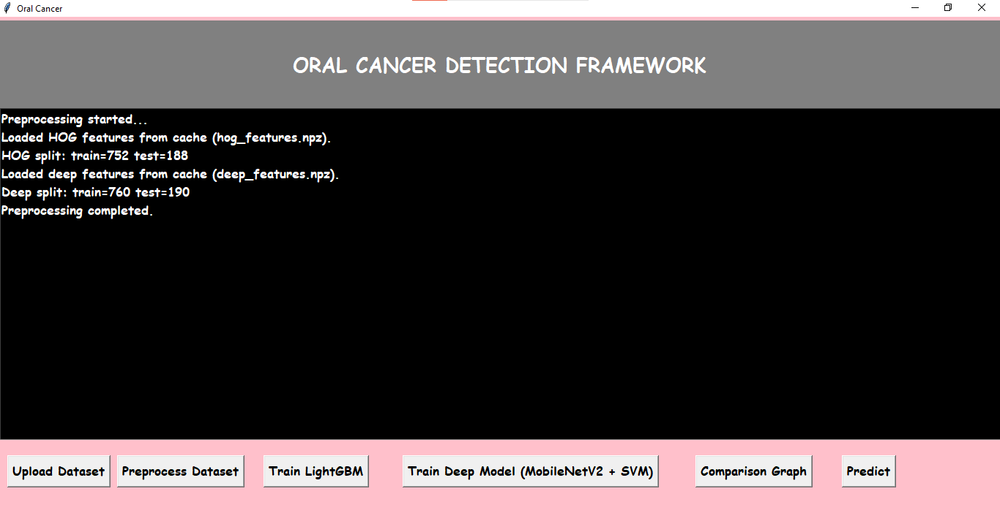 Oral Cancer
ORAL CANCER DETECTION FRAMEWORK
Preprocessing started...
Loaded HOG features from cache (hog_features.npz).
HOG split: train=752 test=188
Loaded deep features from cache (deep_features.npz).
Deep split: train=760 test=190
Preprocessing completed.
Upload Dataset Preprocess Dataset Train LightGBM Train Deep Model (MobileNetV2 + SVM) Comparison Graph Predict